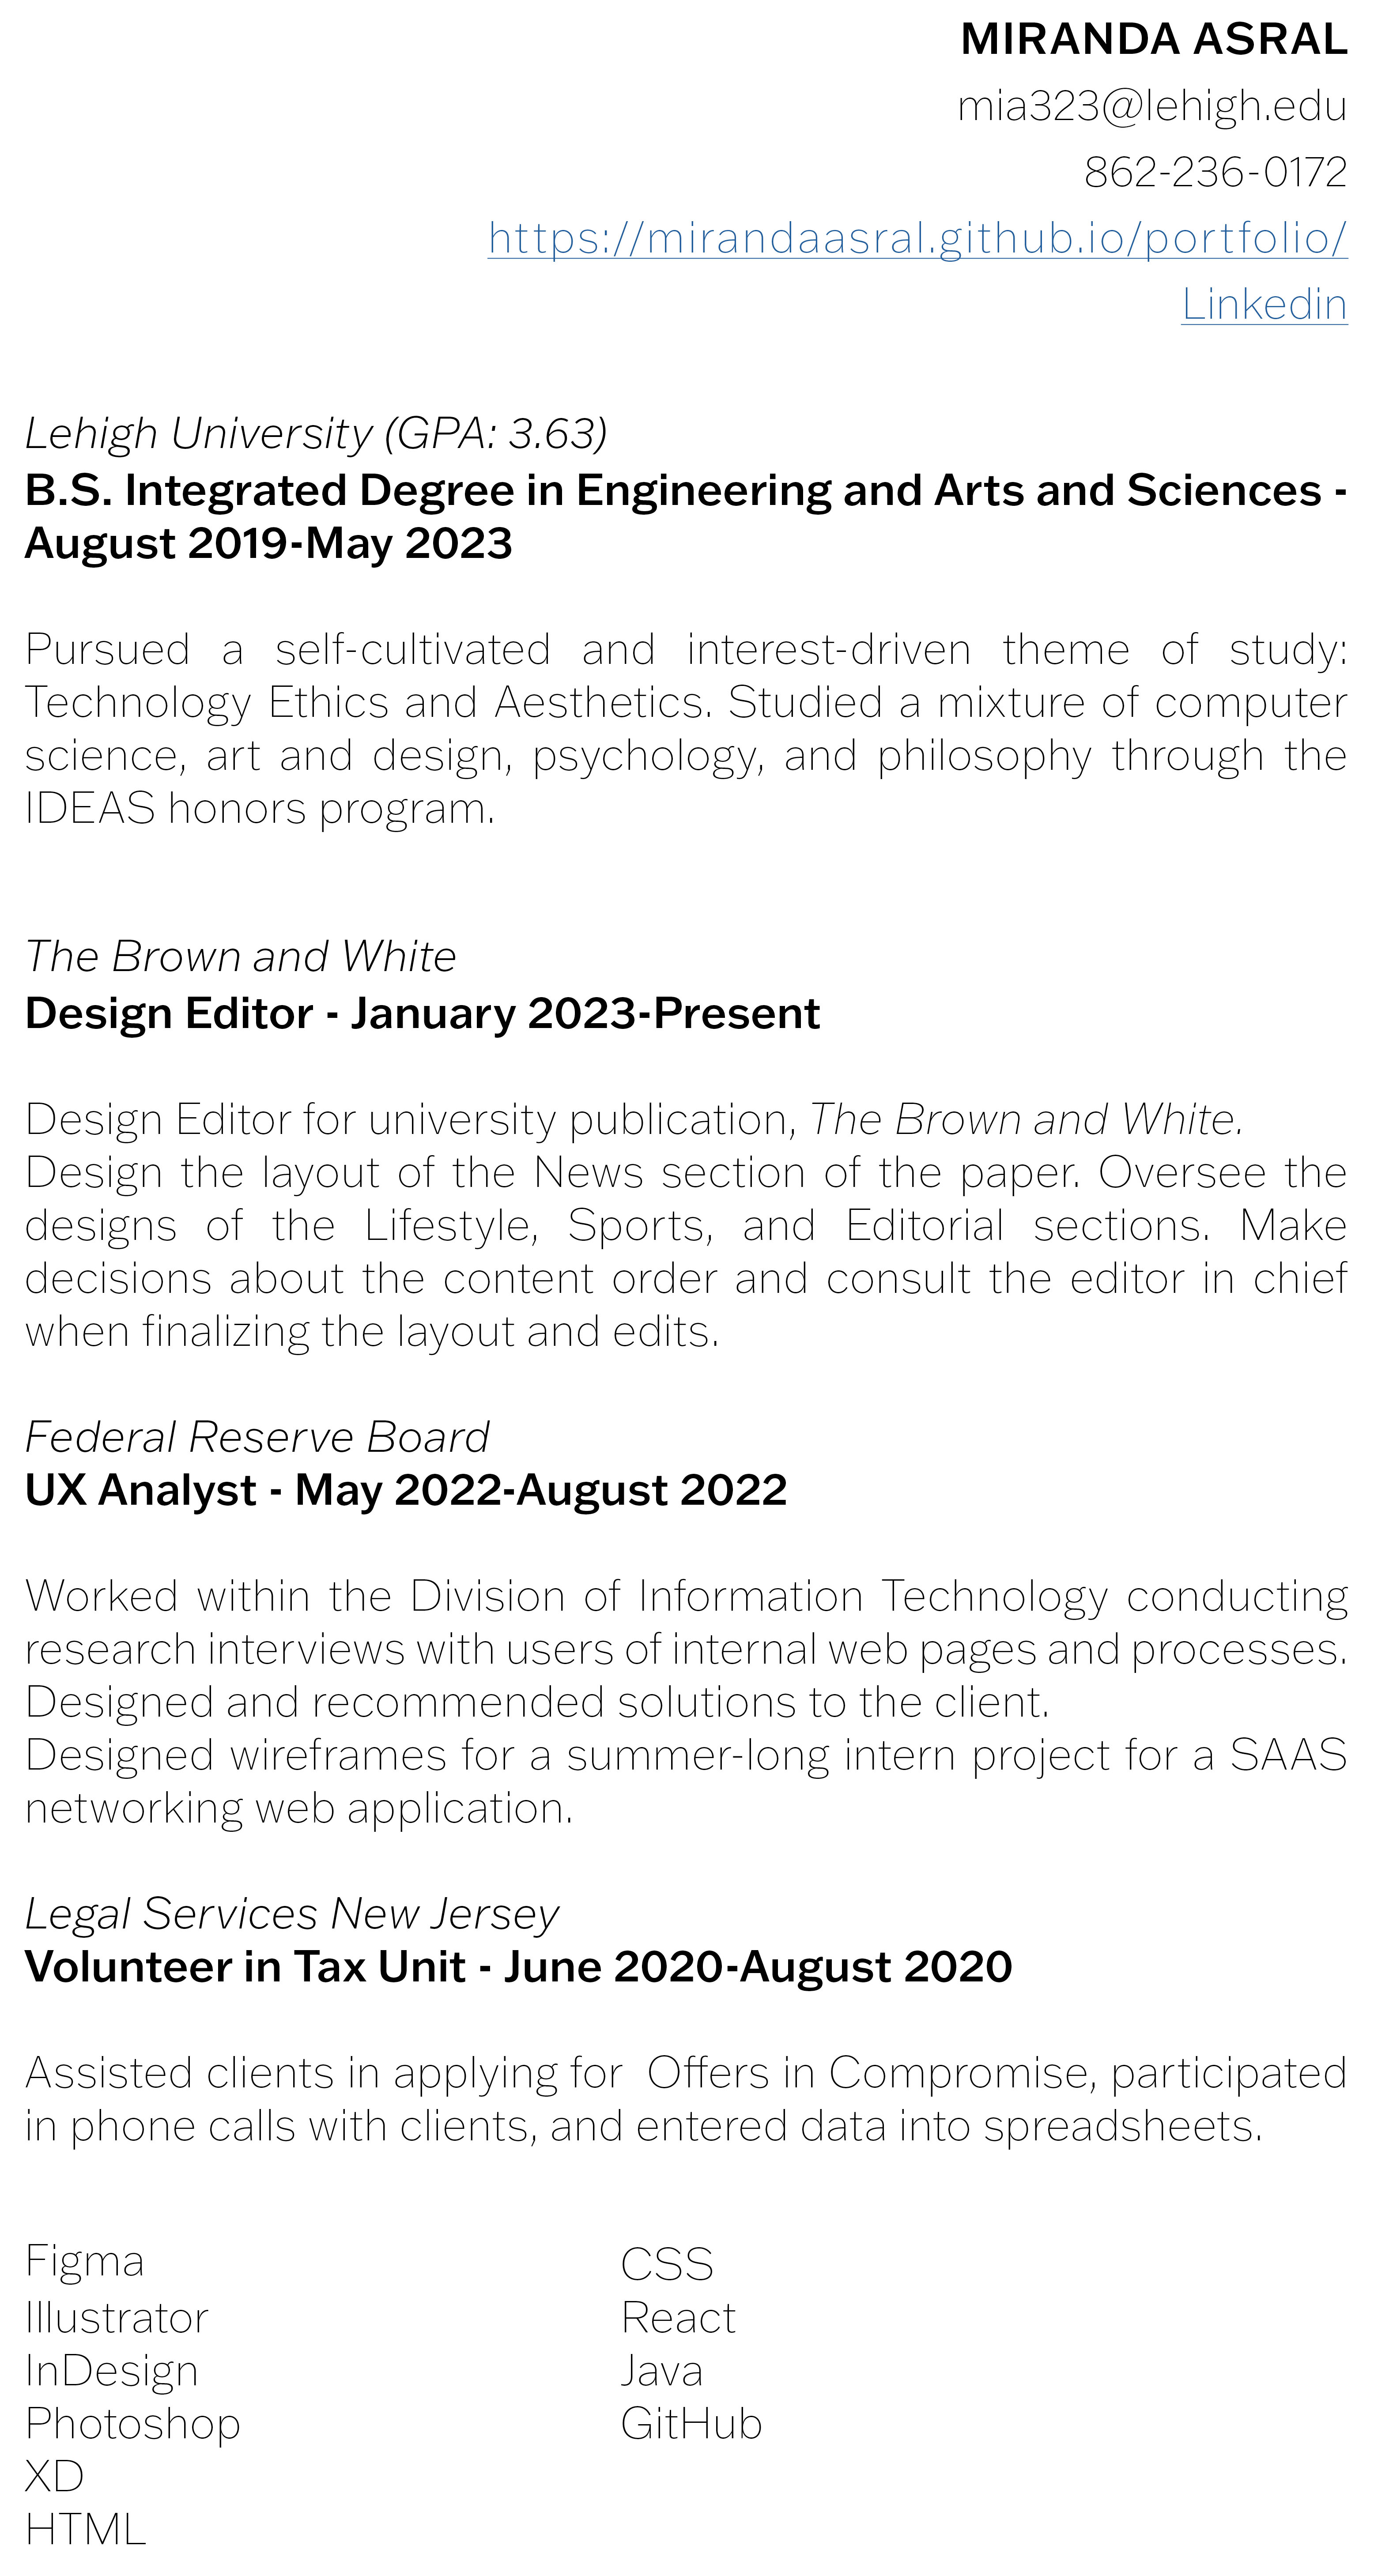 MIRANDA ASRAL
mia323@lehigh.edu
862-236-0172
https://mirandaasral.github.io/portfolio/
Linkedin
Lehigh University (GPA: 3.63)
B.S. Integrated Degree in Engineering and Arts and Sciences -
August 2019-May 2023
Pursued a self-cultivated and interest-driven theme of study:
Technology Ethics and Aesthetics. Studied a mixture of computer
science, art and design, psychology, and philosophy through the
IDEAS honors program.
The Brown and White
Design Editor - January 2023-Present
Design Editor for university publication, The Brown and White.
Design the layout of the News section of the paper. Oversee the
designs of the Lifestyle, Sports, and Editorial sections. Make
decisions about the content order and consult the editor in chief
when finalizing the layout and edits.
Federal Reserve Board
UX Analyst - May 2022-August 2022
Worked within the Division of Information Technology conducting
research interviews with users of internal web pages and processes.
Designed and recommended solutions to the client.
Designed wireframes for a summer-long intern project for a SAAS
networking web application.
Legal Services New Jersey
Volunteer in Tax Unit - June 2020-August 2020
Assisted clients in applying for  Offers in Compromise, participated
in phone calls with clients, and entered data into spreadsheets.
Figma
Illustrator
InDesign
Photoshop
XD
HTML
CSS
React
Java
GitHub